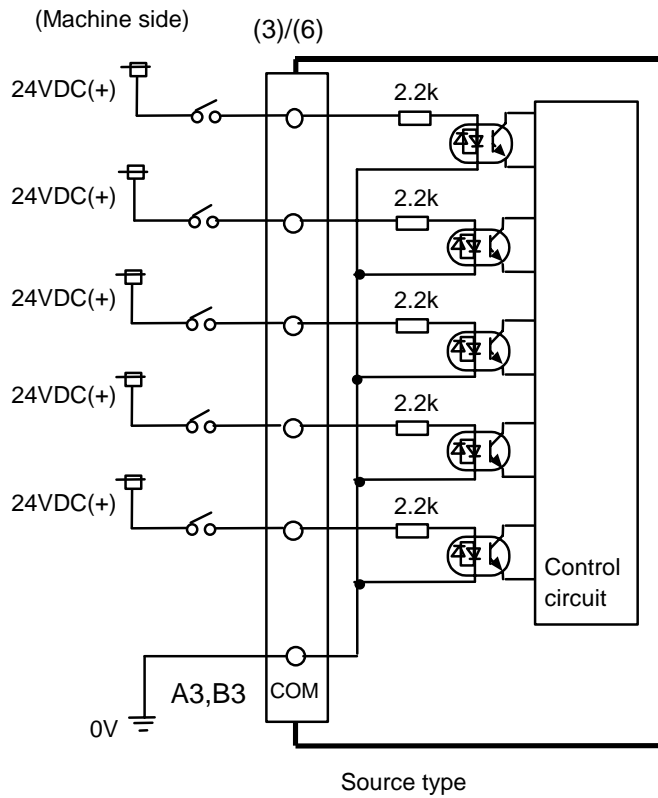 (Machine side)
(3)/(6)
24VDC(+)
2.2k
24VDC(+)
2.2k
24VDC(+)
2.2k
24VDC(+)
2.2k
24VDC(+)
2.2k
Control
circuit
A3,B3
COM
0V
Source type